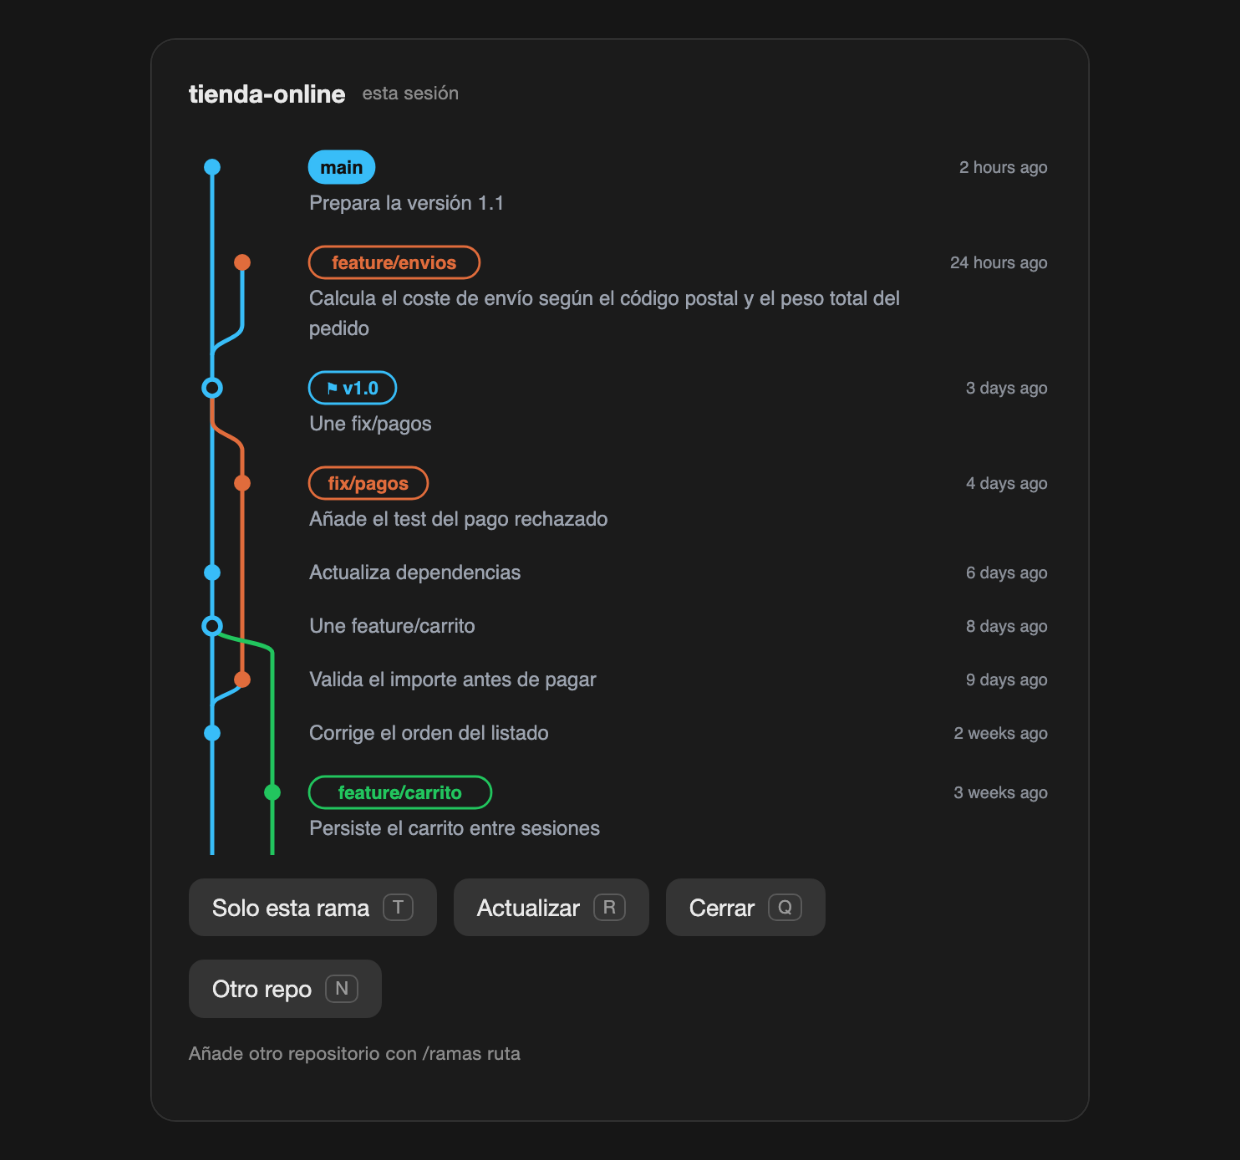 tienda-online esta sesión
main 2 hours ago
Prepara la versión 1.1
feature/envios 24 hours ago
Calcula el coste de envío según el código postal y el peso total del
pedido
⚑ v1.0 3 days ago
Une fix/pagos
fix/pagos 4 days ago
Añade el test del pago rechazado
Actualiza dependencias 6 days ago
Une feature/carrito 8 days ago
Valida el importe antes de pagar 9 days ago
Corrige el orden del listado 2 weeks ago
feature/carrito 3 weeks ago
Persiste el carrito entre sesiones
Solo esta rama T Actualizar R Cerrar Q
Otro repo N
Añade otro repositorio con /ramas ruta